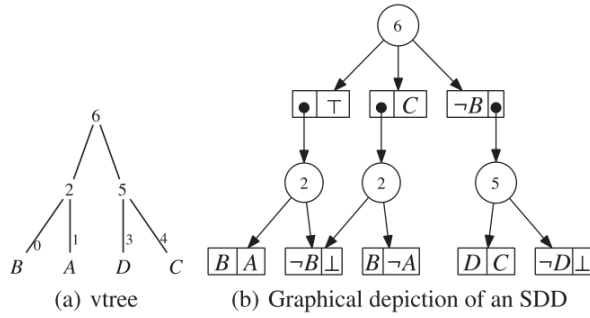 6
⊤ C ¬B
6
2 5 2 2 5
0 1 3 4
B A D C B A ¬B ⊥ B ¬A D C ¬D ⊥
(a) vtree (b) Graphical depiction of an SDD